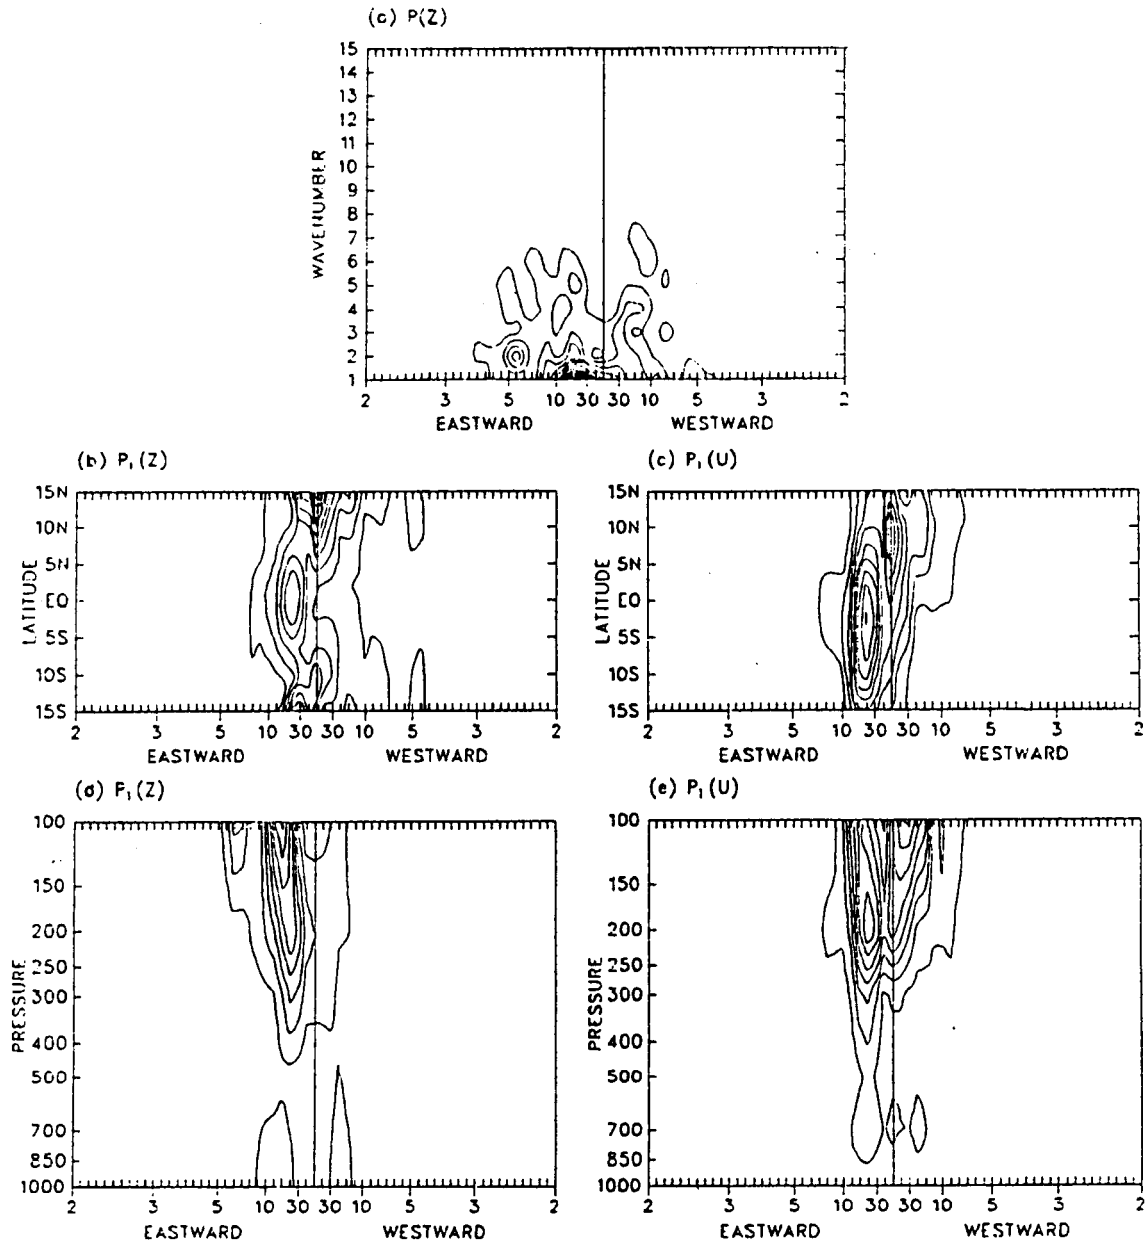 (a) P(Z)
15
14
13
12
11
10
9
8
7
6
5
4
3
2
1
WAVENUMBER
2 3 5 10 30 30 10 5 3 2
EASTWARD WESTWARD
(b) P₁(Z) (c) P₁(U)
15N
10N
5N
EQ
5S
10S
15S
LATITUDE
2 3 5 10 30 30 10 5 3 2
EASTWARD WESTWARD
15N
10N
5N
EQ
5S
10S
15S
LATITUDE
2 3 5 10 30 30 10 5 3 2
EASTWARD WESTWARD
(d) P₁(Z) (e) P₁(U)
100
150
200
250
300
400
500
700
850
1000
PRESSURE
2 3 5 10 30 30 10 5 3 2
EASTWARD WESTWARD
100
150
200
250
300
400
500
700
850
1000
PRESSURE
2 3 5 10 30 30 10 5 3 2
EASTWARD WESTWARD